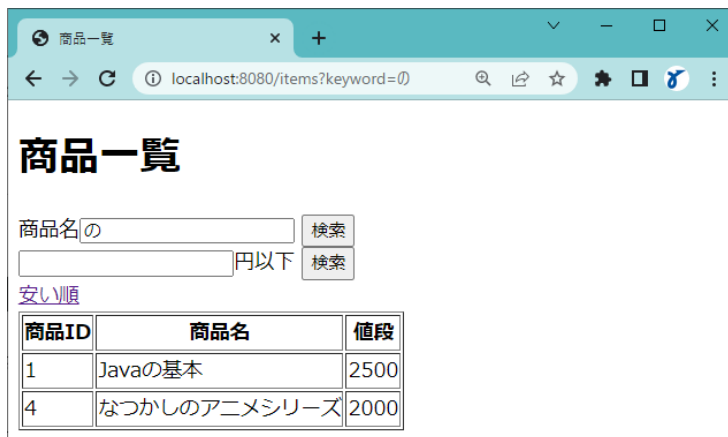 商品一覧
localhost:8080/items?keyword=の
商品一覧
商品名 の 検索
円以下 検索
安い順
商品ID 商品名 値段
1 Javaの基本 2500
4 なつかしのアニメシリーズ 2000